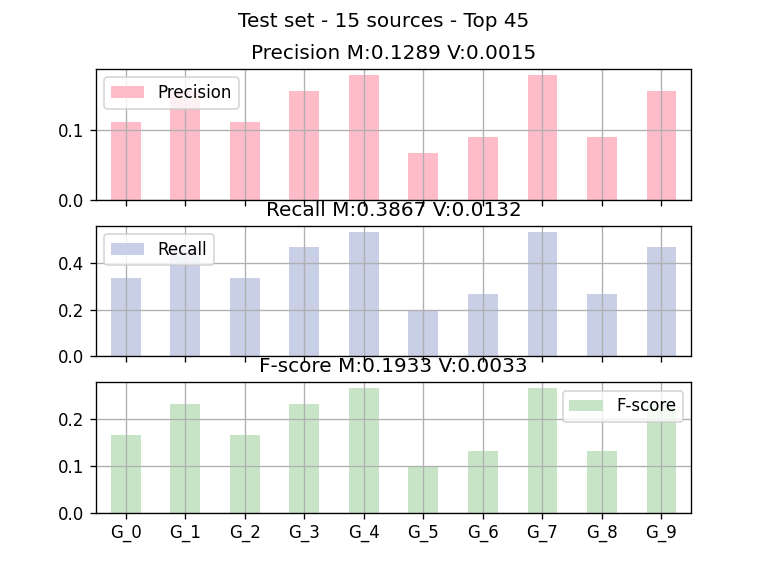 Test set - 15 sources - Top 45
Precision M:0.1289 V:0.0015
Precision
0.1
0.0
Recall M:0.3867 V:0.0132
Recall
0.4
0.2
0.0
F-score M:0.1933 V:0.0033
F-score
0.2
0.1
0.0
G_0 G_1 G_2 G_3 G_4 G_5 G_6 G_7 G_8 G_9